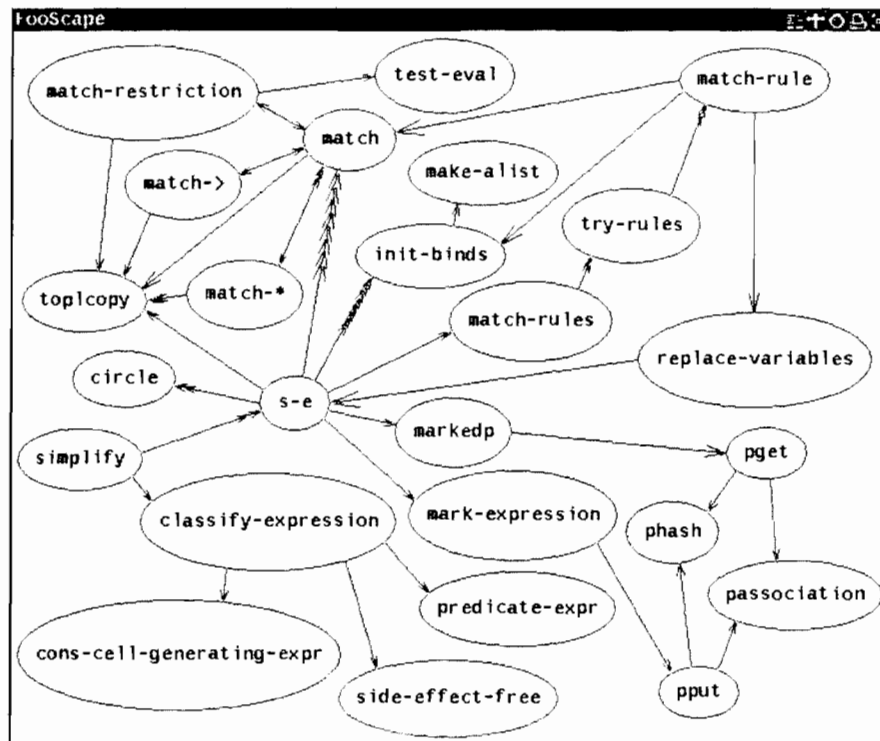 FooScape
test-eval
match-restriction
match-rule
match
make-alist
match->
try-rules
init-binds
match-*
toplcopy
match-rules
replace-variables
circle
s-e
markedp
simplify
pget
classify-expression
mark-expression
phash
passociation
predicate-expr
cons-cell-generating-expr
side-effect-free
pput